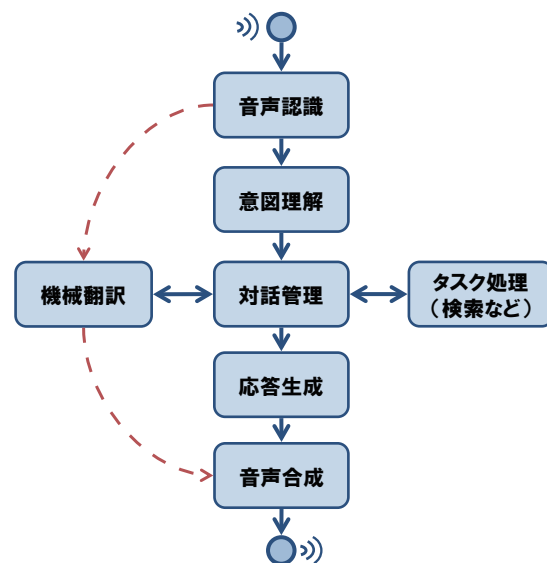 音声認識
意図理解
機械翻訳
対話管理
タスク処理
（検索など）
応答生成
音声合成